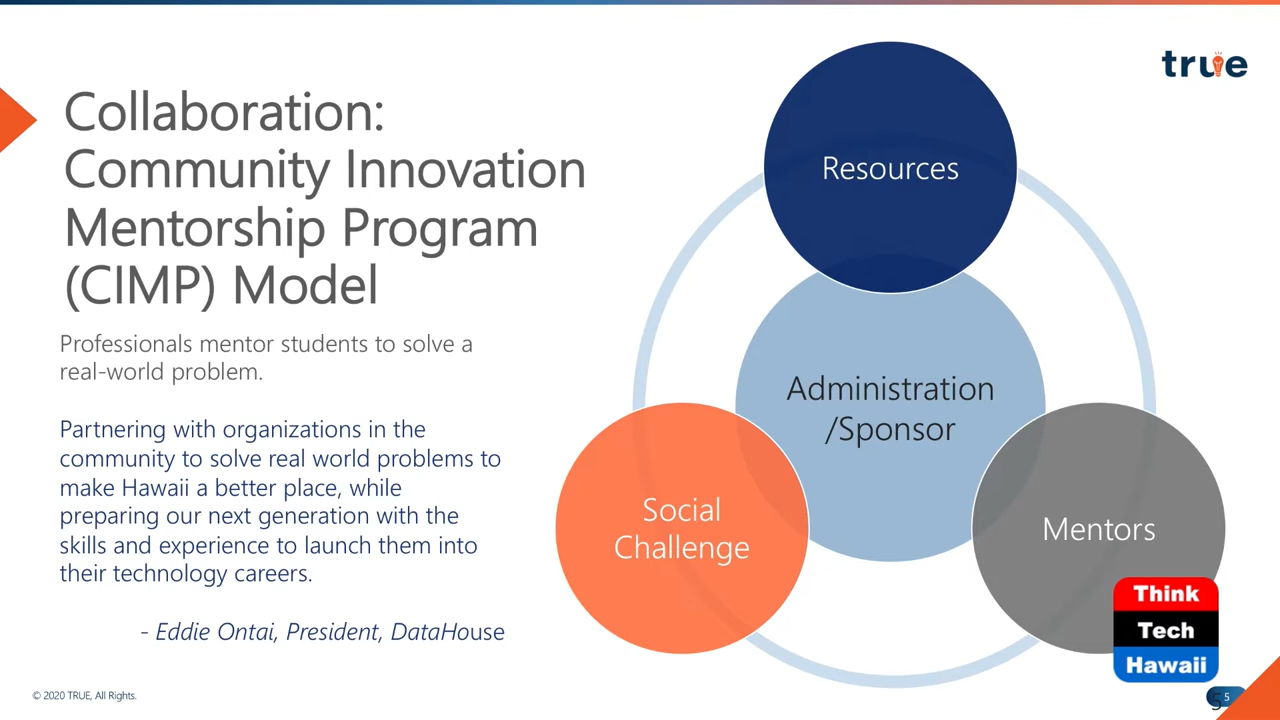 true
Collaboration:
Community Innovation
Mentorship Program
(CIMP) Model
Professionals mentor students to solve a
real-world problem.
Partnering with organizations in the
community to solve real world problems to
make Hawaii a better place, while
preparing our next generation with the
skills and experience to launch them into
their technology careers.
- Eddie Ontai, President, DataHouse
Resources
Administration
/Sponsor
Social
Challenge
Mentors
Think
Tech
Hawaii
© 2020 TRUE, All Rights.
5
5